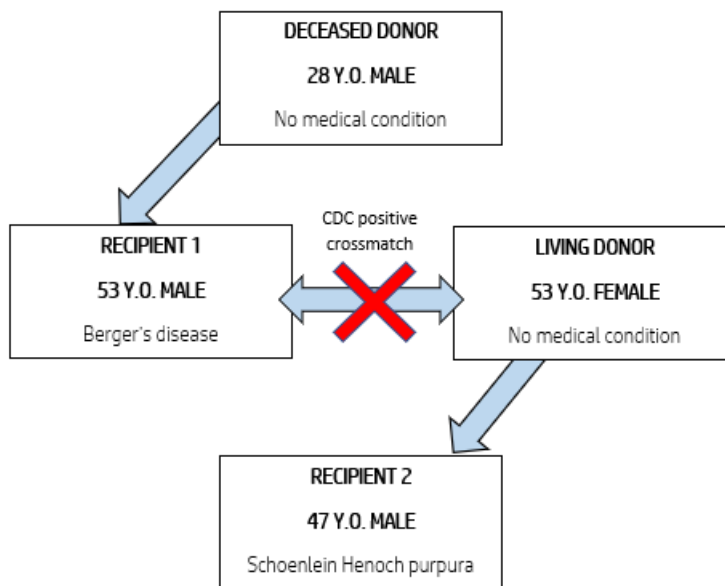 DECEASED DONOR
28 Y.O. MALE
No medical condition
CDC positive
crossmatch
RECIPIENT 1
53 Y.O. MALE
Berger's disease
LIVING DONOR
53 Y.O. FEMALE
No medical condition
RECIPIENT 2
47 Y.O. MALE
Schoenlein Henoch purpura